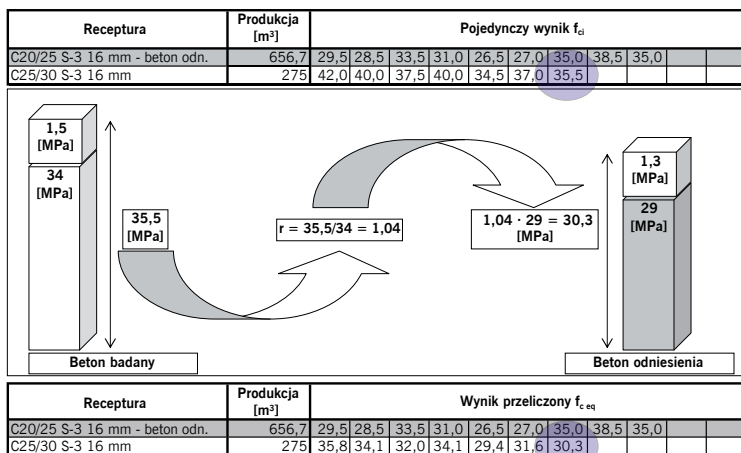 Receptura Produkcja [m³] Pojedynczy wynik fci
C20/25 S-3 16 mm - beton odn. 656,7 29,5 28,5 33,5 31,0 26,5 27,0 35,0 38,5 35,0
C25/30 S-3 16 mm 275 42,0 40,0 37,5 40,0 34,5 37,0 35,5
1,5
[MPa]
34
[MPa]
35,5
[MPa]
r = 35,5/34 = 1,04
1,04 · 29 = 30,3
[MPa]
1,3
[MPa]
29
[MPa]
Beton badany
Beton odniesienia
Receptura Produkcja [m³] Wynik przeliczony fc eq
C20/25 S-3 16 mm - beton odn. 656,7 29,5 28,5 33,5 31,0 26,5 27,0 35,0 38,5 35,0
C25/30 S-3 16 mm 275 35,8 34,1 32,0 34,1 29,4 31,6 30,3